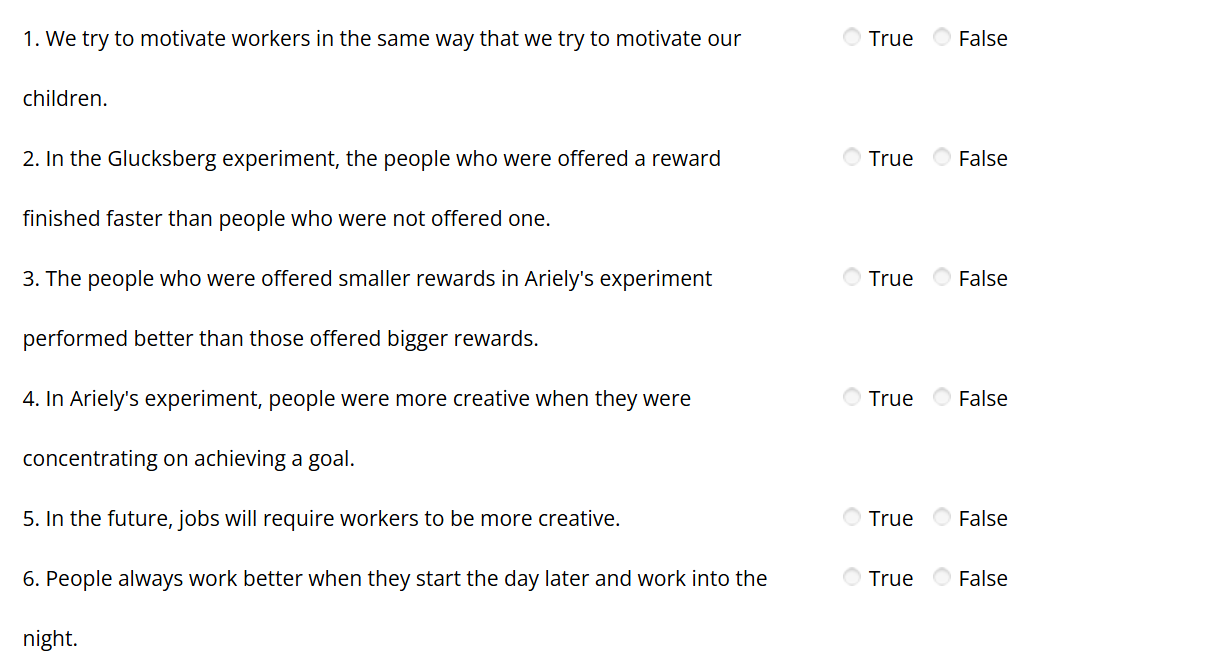 1. We try to motivate workers in the same way that we try to motivate our True False
children.
2. In the Glucksberg experiment, the people who were offered a reward True False
finished faster than people who were not offered one.
3. The people who were offered smaller rewards in Ariely's experiment True False
performed better than those offered bigger rewards.
4. In Ariely's experiment, people were more creative when they were True False
concentrating on achieving a goal.
5. In the future, jobs will require workers to be more creative. True False
6. People always work better when they start the day later and work into the True False
night.